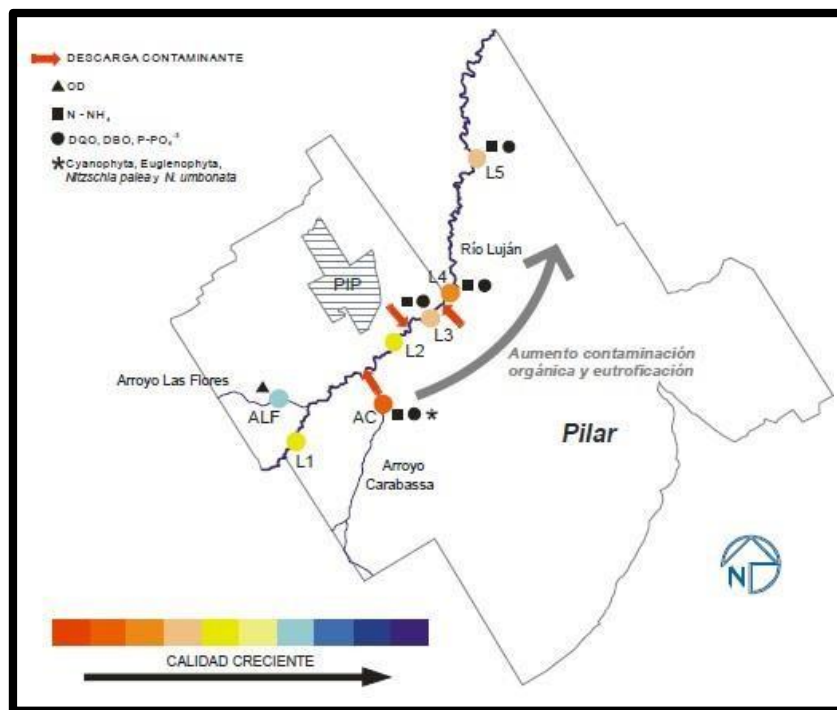 DESCARGA CONTAMINANTE
OD
N - NH₄
DQO, DBO, P-PO₄⁻³
Cyanophyta, Euglenophyta,
Nitzschia palea y N. umbonata
L5
Río Luján
PIP
L4
L3
L2
Aumento contaminación
orgánica y eutroficación
Arroyo Las Flores
ALF
AC
L1
Pilar
Arroyo
Carabassa
N
CALIDAD CRECIENTE